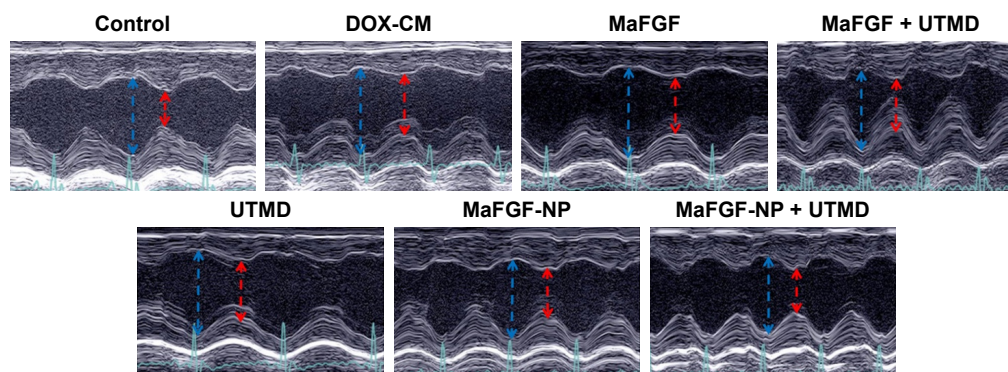 Control DOX-CM MaFGF MaFGF + UTMD
UTMD MaFGF-NP MaFGF-NP + UTMD